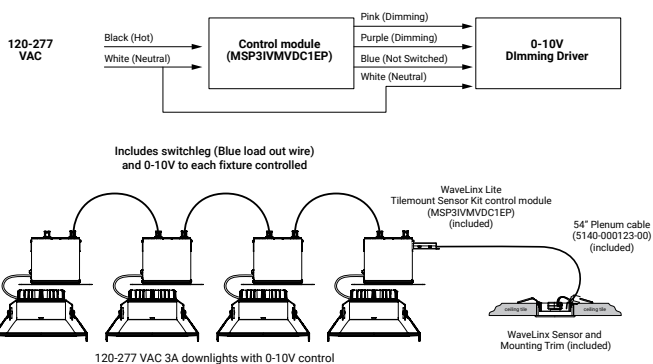 120-277
VAC
Black (Hot)
White (Neutral)
Control module
(MSP3IVMVDC1EP)
Pink (Dimming)
Purple (Dimming)
Blue (Not Switched)
White (Neutral)
0-10V
DImming Driver
Includes switchleg (Blue load out wire)
and 0-10V to each fixture controlled
WaveLinx Lite
Tilemount Sensor Kit control module
(MSP3IVMVDC1EP)
(included)
54" Plenum cable
(5140-000123-00)
(included)
ceiling tile
ceiling tile
WaveLinx Sensor and
Mounting Trim (included)
120-277 VAC 3A downlights with 0-10V control